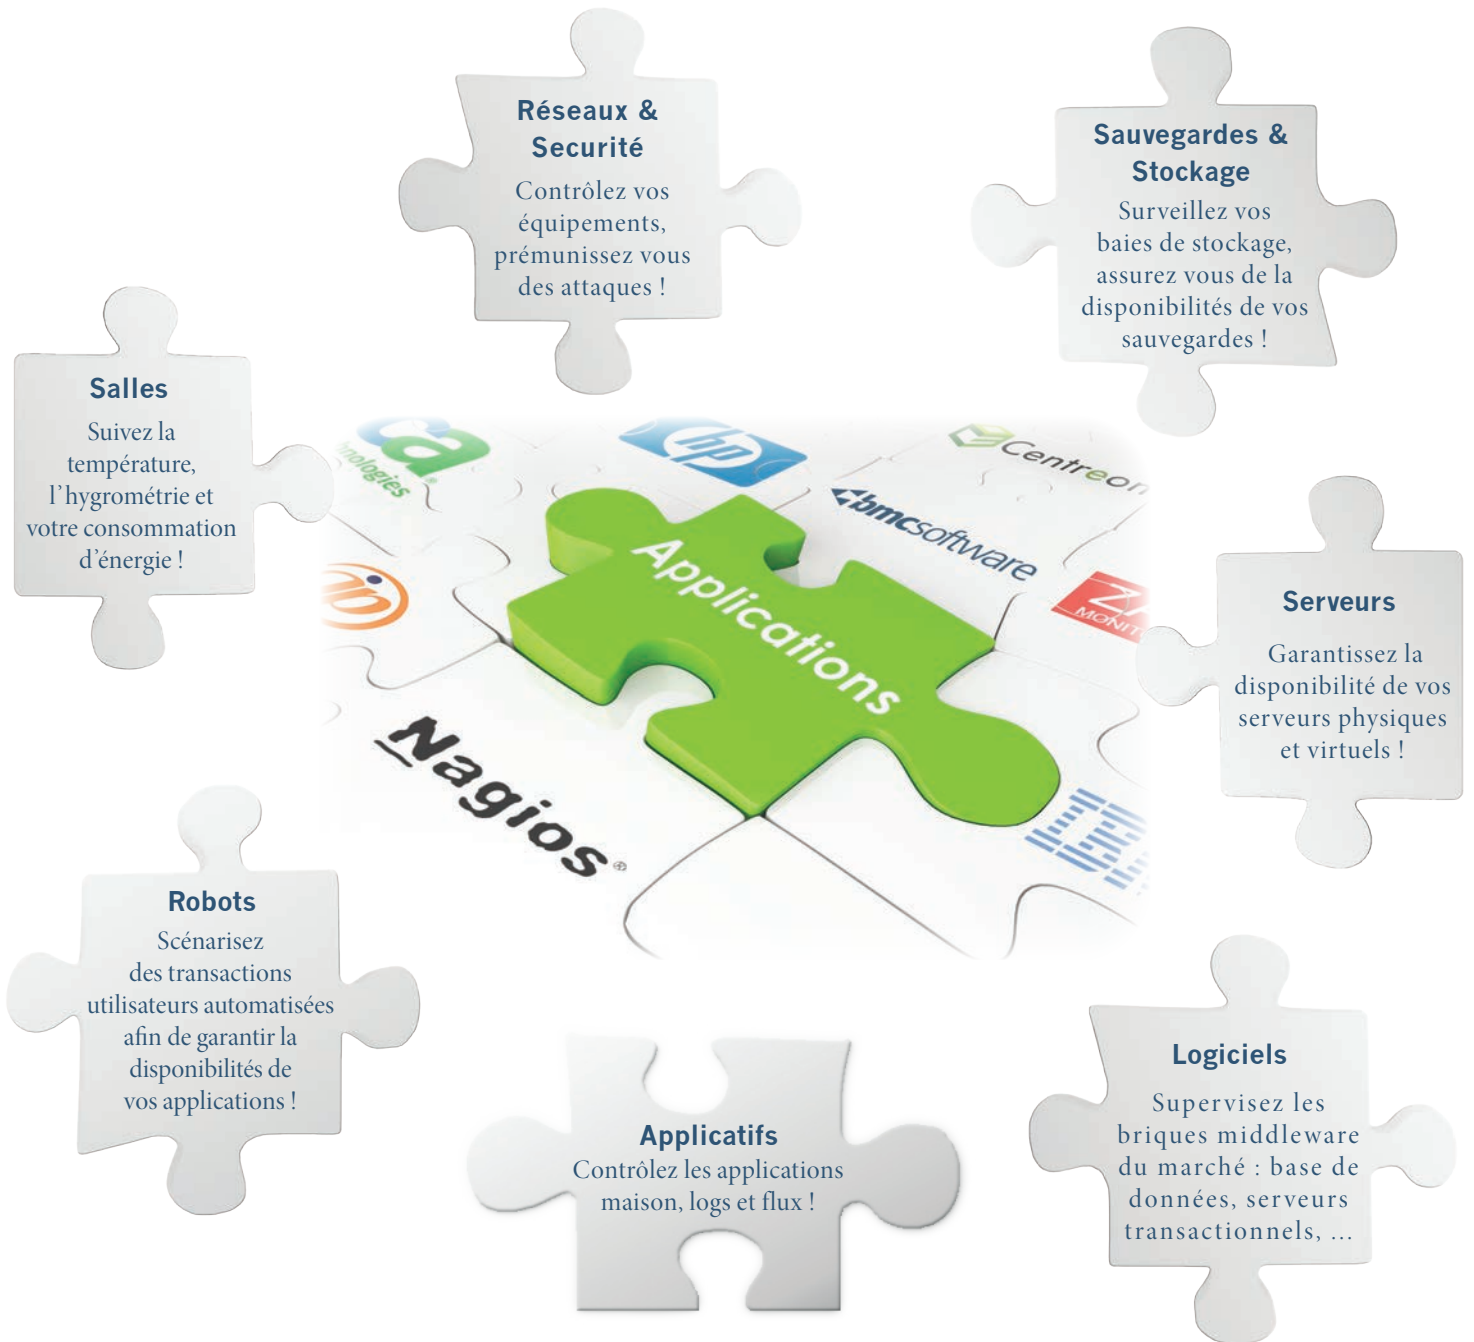 Réseaux &
Securité
Contrôlez vos
équipements,
prémunissez vous
des attaques !
Sauvegardes &
Stockage
Surveillez vos
baies de stockage,
assurez vous de la
disponibilités de vos
sauvegardes !
Salles
Suivez la
température,
l'hygrométrie et
votre consommation
d'énergie !
ca
hp
Centreon
bmcsoftware
Applications
Nagios®
IBM
Serveurs
Garantissez la
disponibilité de vos
serveurs physiques
et virtuels !
Robots
Scénarisez
des transactions
utilisateurs automatisées
afin de garantir la
disponibilités de
vos applications !
Applicatifs
Contrôlez les applications
maison, logs et flux !
Logiciels
Supervisez les
briques middleware
du marché : base de
données, serveurs
transactionnels, ...